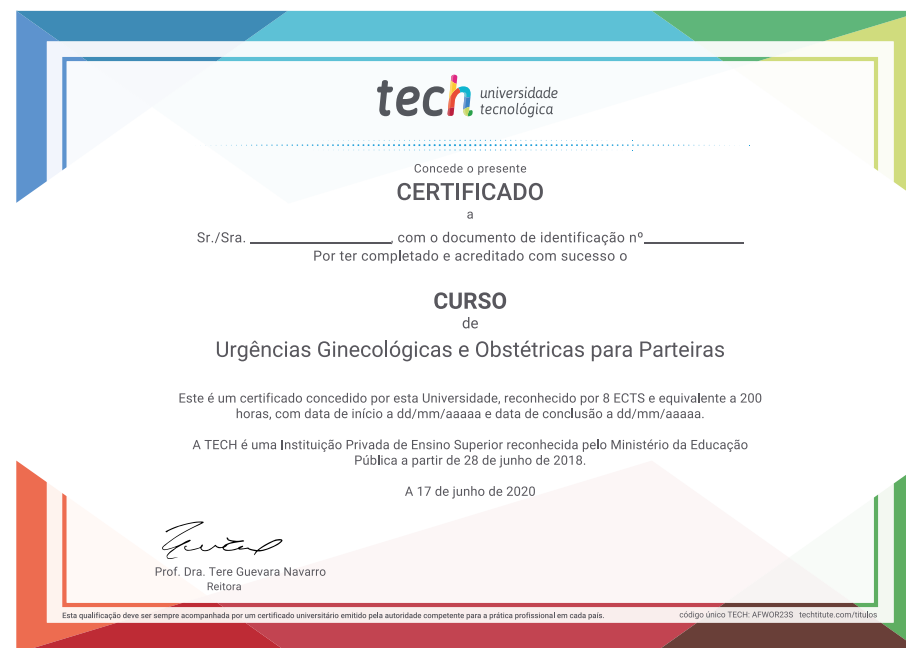 tech universidade
tecnológica
Concede o presente
CERTIFICADO
a
Sr./Sra. ____________________, com o documento de identificação nº______________
Por ter completado e acreditado com sucesso o
CURSO
de
Urgências Ginecológicas e Obstétricas para Parteiras
Este é um certificado concedido por esta Universidade, reconhecido por 8 ECTS e equivalente a 200
horas, com data de início a dd/mm/aaaaa e data de conclusão a dd/mm/aaaaa.
A TECH é uma Instituição Privada de Ensino Superior reconhecida pelo Ministério da Educação
Pública a partir de 28 de junho de 2018.
A 17 de junho de 2020
Prof. Dra. Tere Guevara Navarro
Reitora
Esta qualificação deve ser sempre acompanhada por um certificado universitário emitido pela autoridade competente para a prática profissional em cada país.
código único TECH: AFWOR23S techtitute.com/titulos